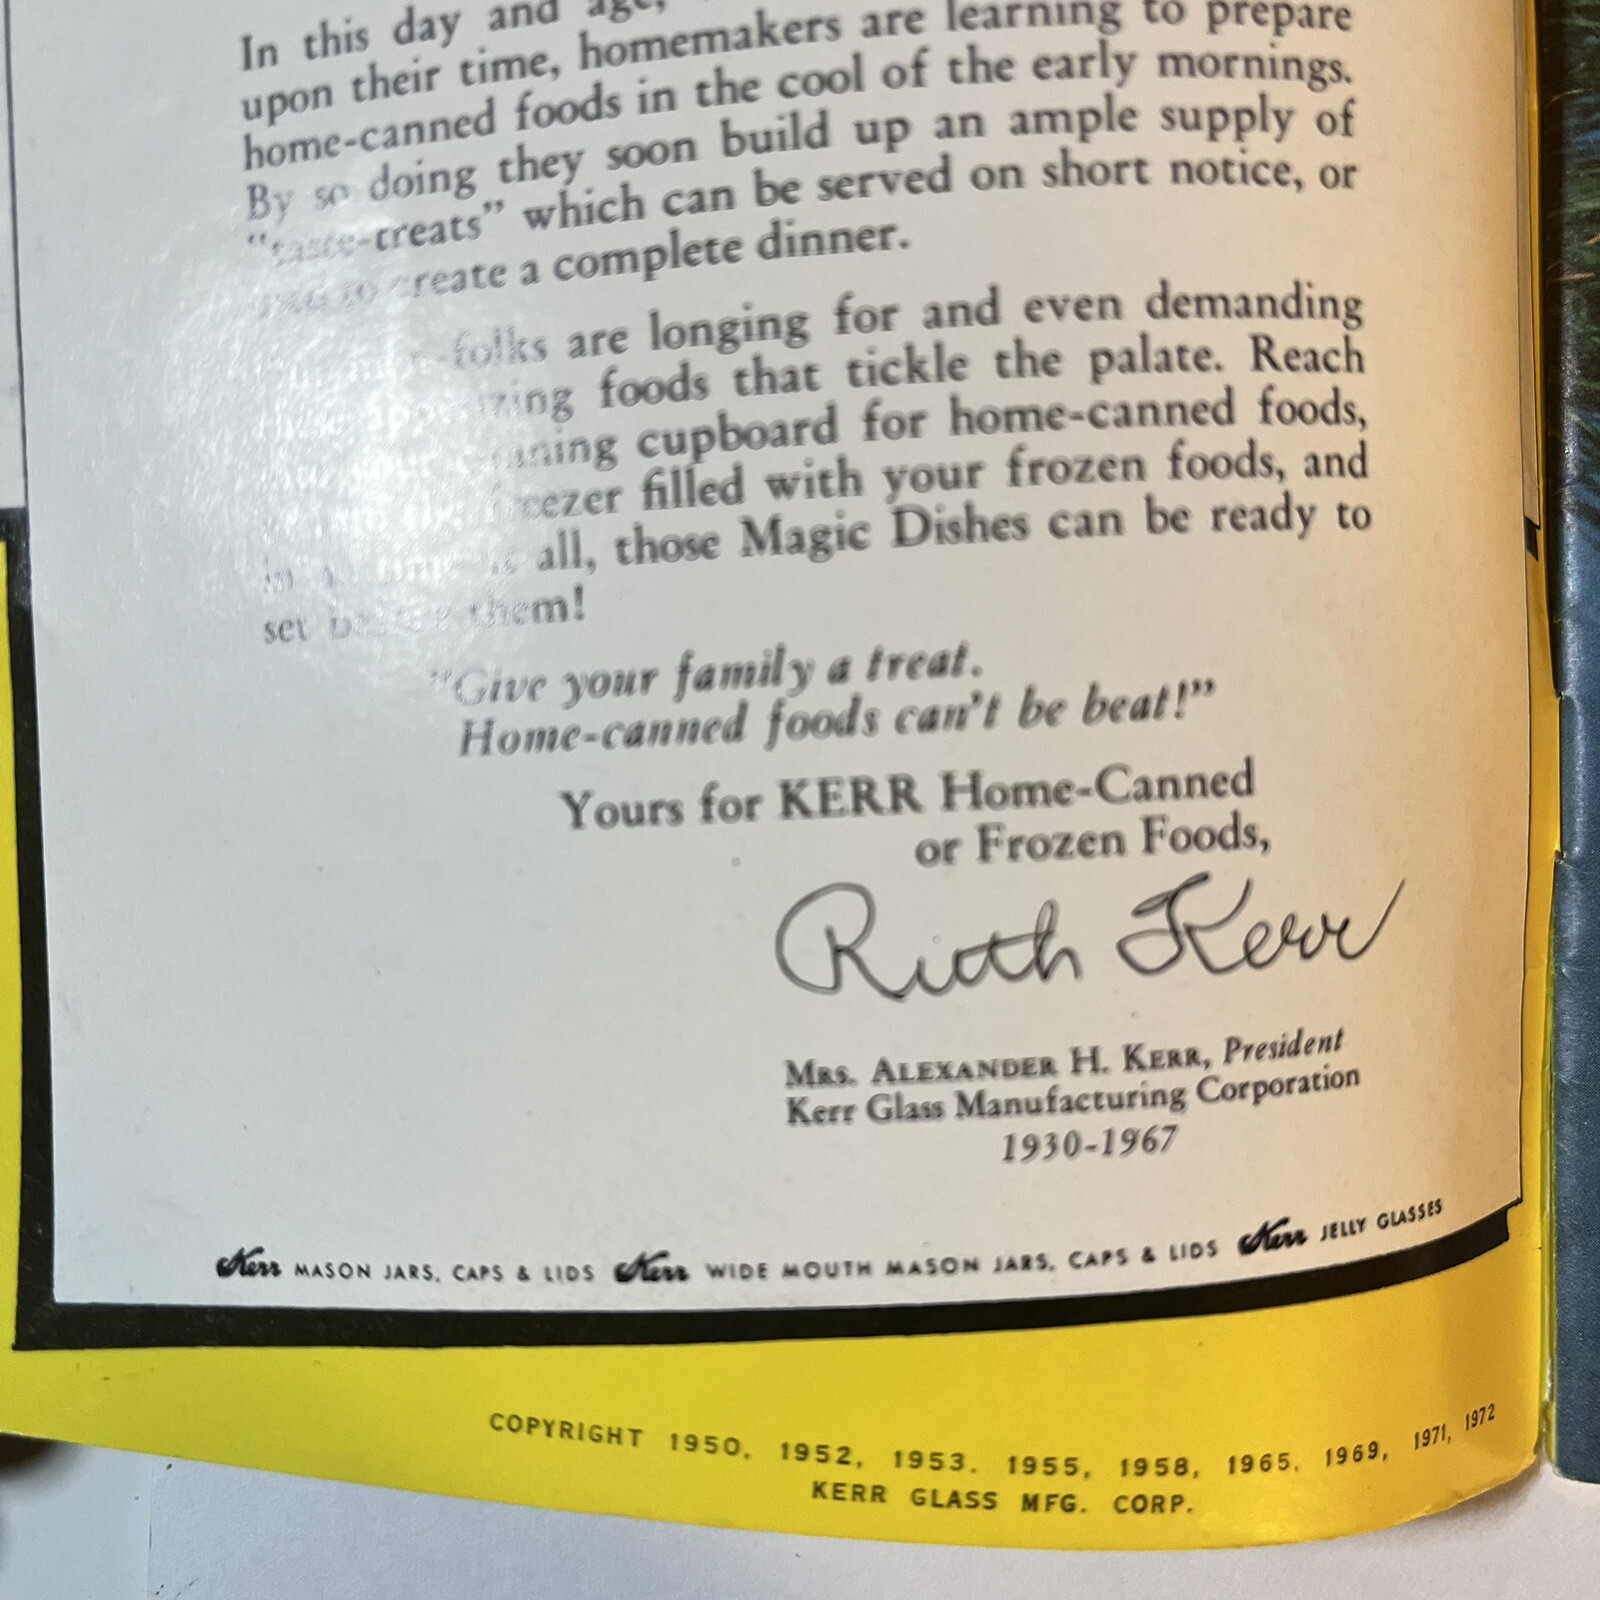 In this day and age,
upon their time, homemakers are learning to prepare
home-canned foods in the cool of the early mornings.
By so doing they soon build up an ample supply of
“taste-treats” which can be served on short notice, or
create a complete dinner.
folks are longing for and even demanding
foods that tickle the palate. Reach
cupboard for home-canned foods,
freezer filled with your frozen foods, and
in all, those Magic Dishes can be ready to
set before them!
“Give your family a treat.
Home-canned foods can't be beat!”
Yours for KERR Home-Canned
or Frozen Foods,
Ruth Kerr
MRS. ALEXANDER H. KERR, President
Kerr Glass Manufacturing Corporation
1930-1967
Kerr MASON JARS, CAPS & LIDS Kerr WIDE MOUTH MASON JARS, CAPS & LIDS Kerr JELLY GLASSES
COPYRIGHT 1950, 1952, 1953. 1955, 1958, 1965. 1969, 1971, 1972
KERR GLASS MFG. CORP.